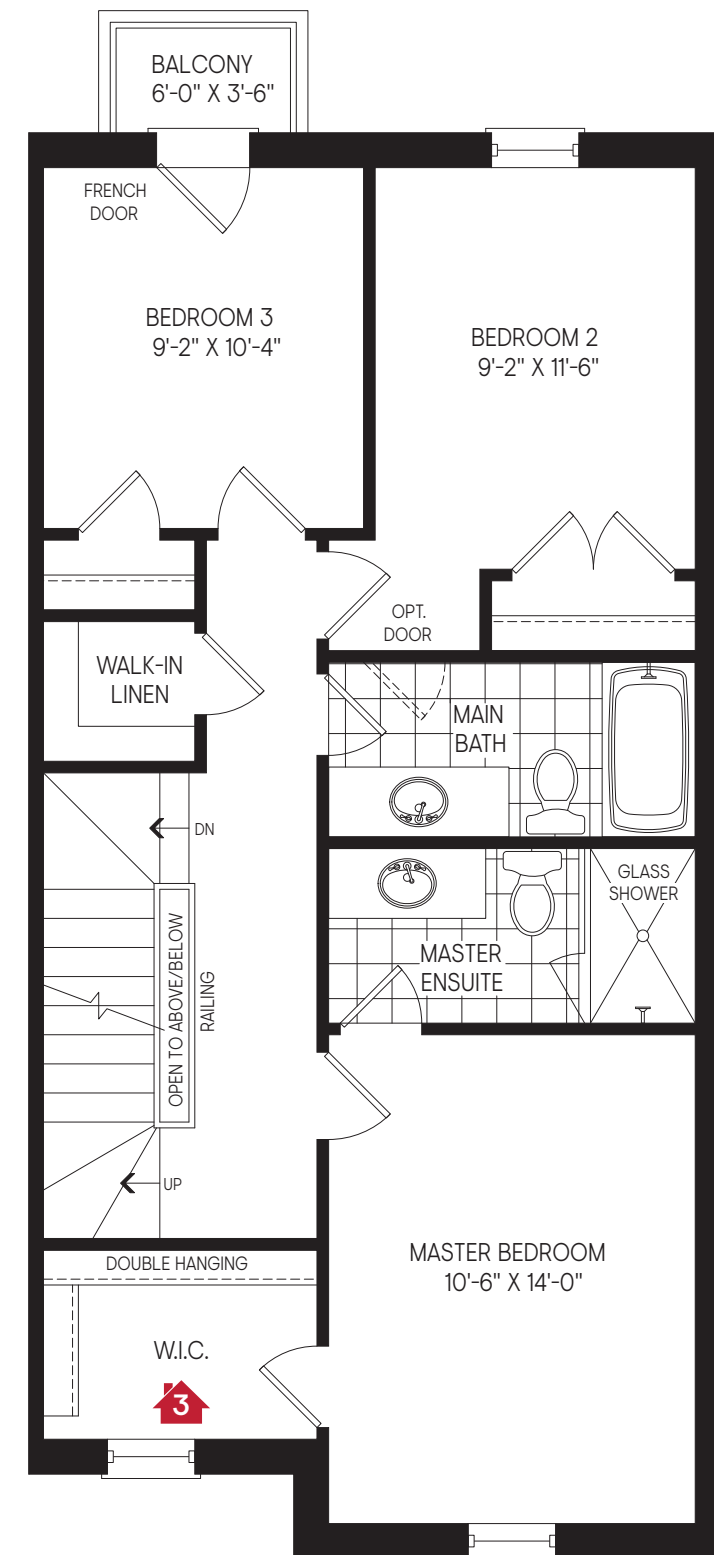 BALCONY
6'-0" X 3'-6"
FRENCH
DOOR
BEDROOM 3
9'-2" X 10'-4"
BEDROOM 2
9'-2" X 11'-6"
OPT.
DOOR
WALK-IN
LINEN
MAIN
BATH
DN
GLASS
SHOWER
MASTER
ENSUITE
OPEN TO ABOVE/BELOW
RAILING
UP
MASTER BEDROOM
10'-6" X 14'-0"
DOUBLE HANGING
W.I.C.
3